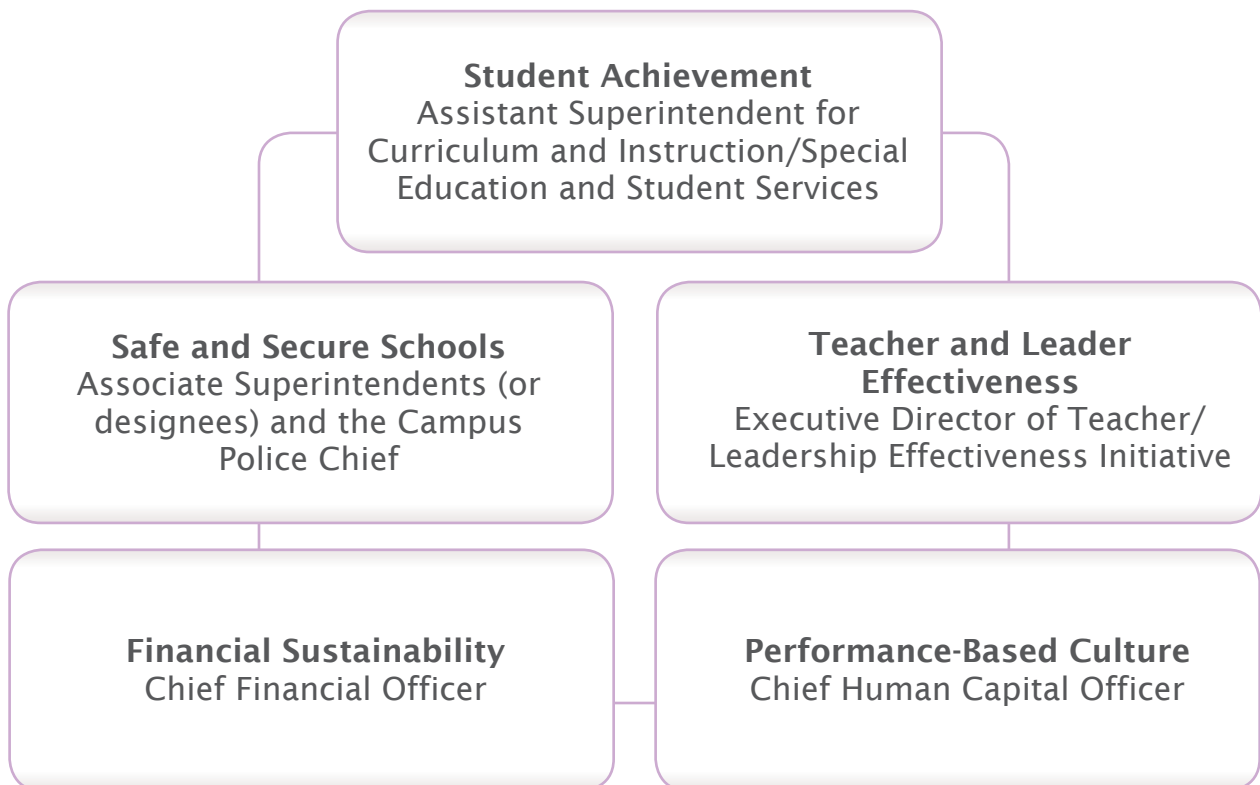 Student Achievement
Assistant Superintendent for
Curriculum and Instruction/Special
Education and Student Services
Safe and Secure Schools
Associate Superintendents (or
designees) and the Campus
Police Chief
Teacher and Leader
Effectiveness
Executive Director of Teacher/
Leadership Effectiveness Initiative
Financial Sustainability
Chief Financial Officer
Performance-Based Culture
Chief Human Capital Officer